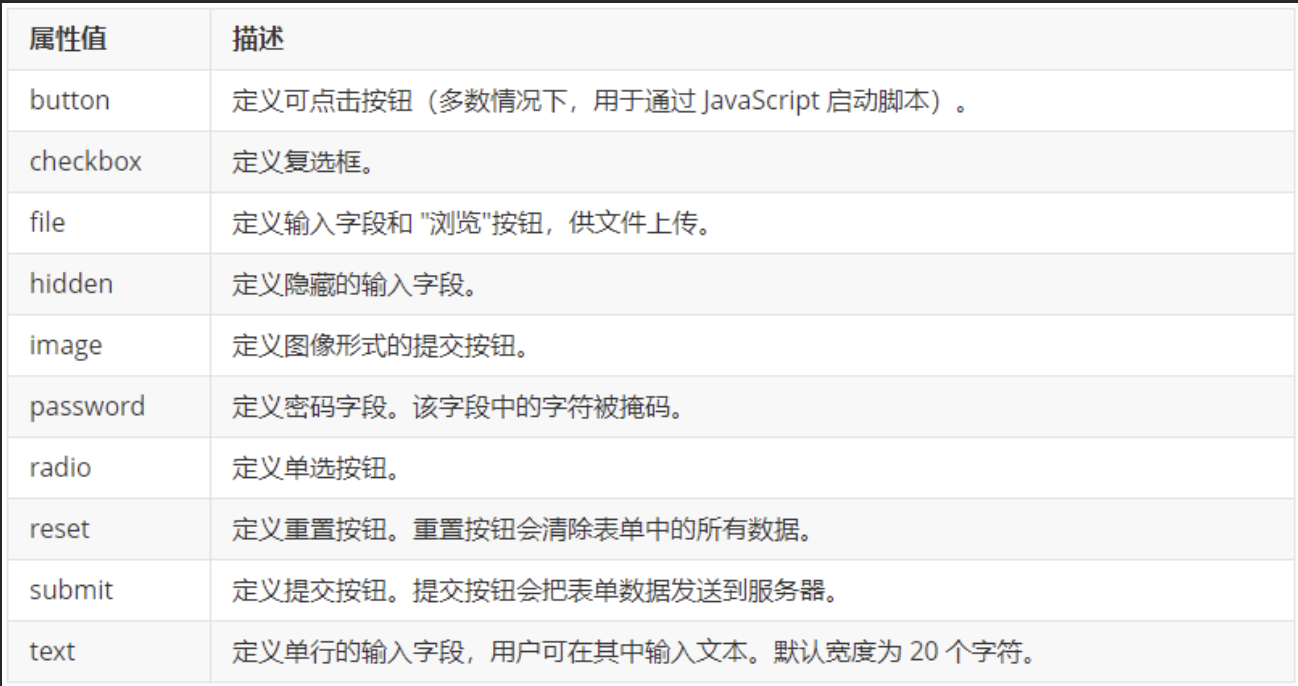 属性值 描述
button 定义可点击按钮（多数情况下，用于通过 JavaScript 启动脚本）。
checkbox 定义复选框。
file 定义输入字段和 "浏览"按钮，供文件上传。
hidden 定义隐藏的输入字段。
image 定义图像形式的提交按钮。
password 定义密码字段。该字段中的字符被掩码。
radio 定义单选按钮。
reset 定义重置按钮。重置按钮会清除表单中的所有数据。
submit 定义提交按钮。提交按钮会把表单数据发送到服务器。
text 定义单行的输入字段，用户可在其中输入文本。默认宽度为 20 个字符。